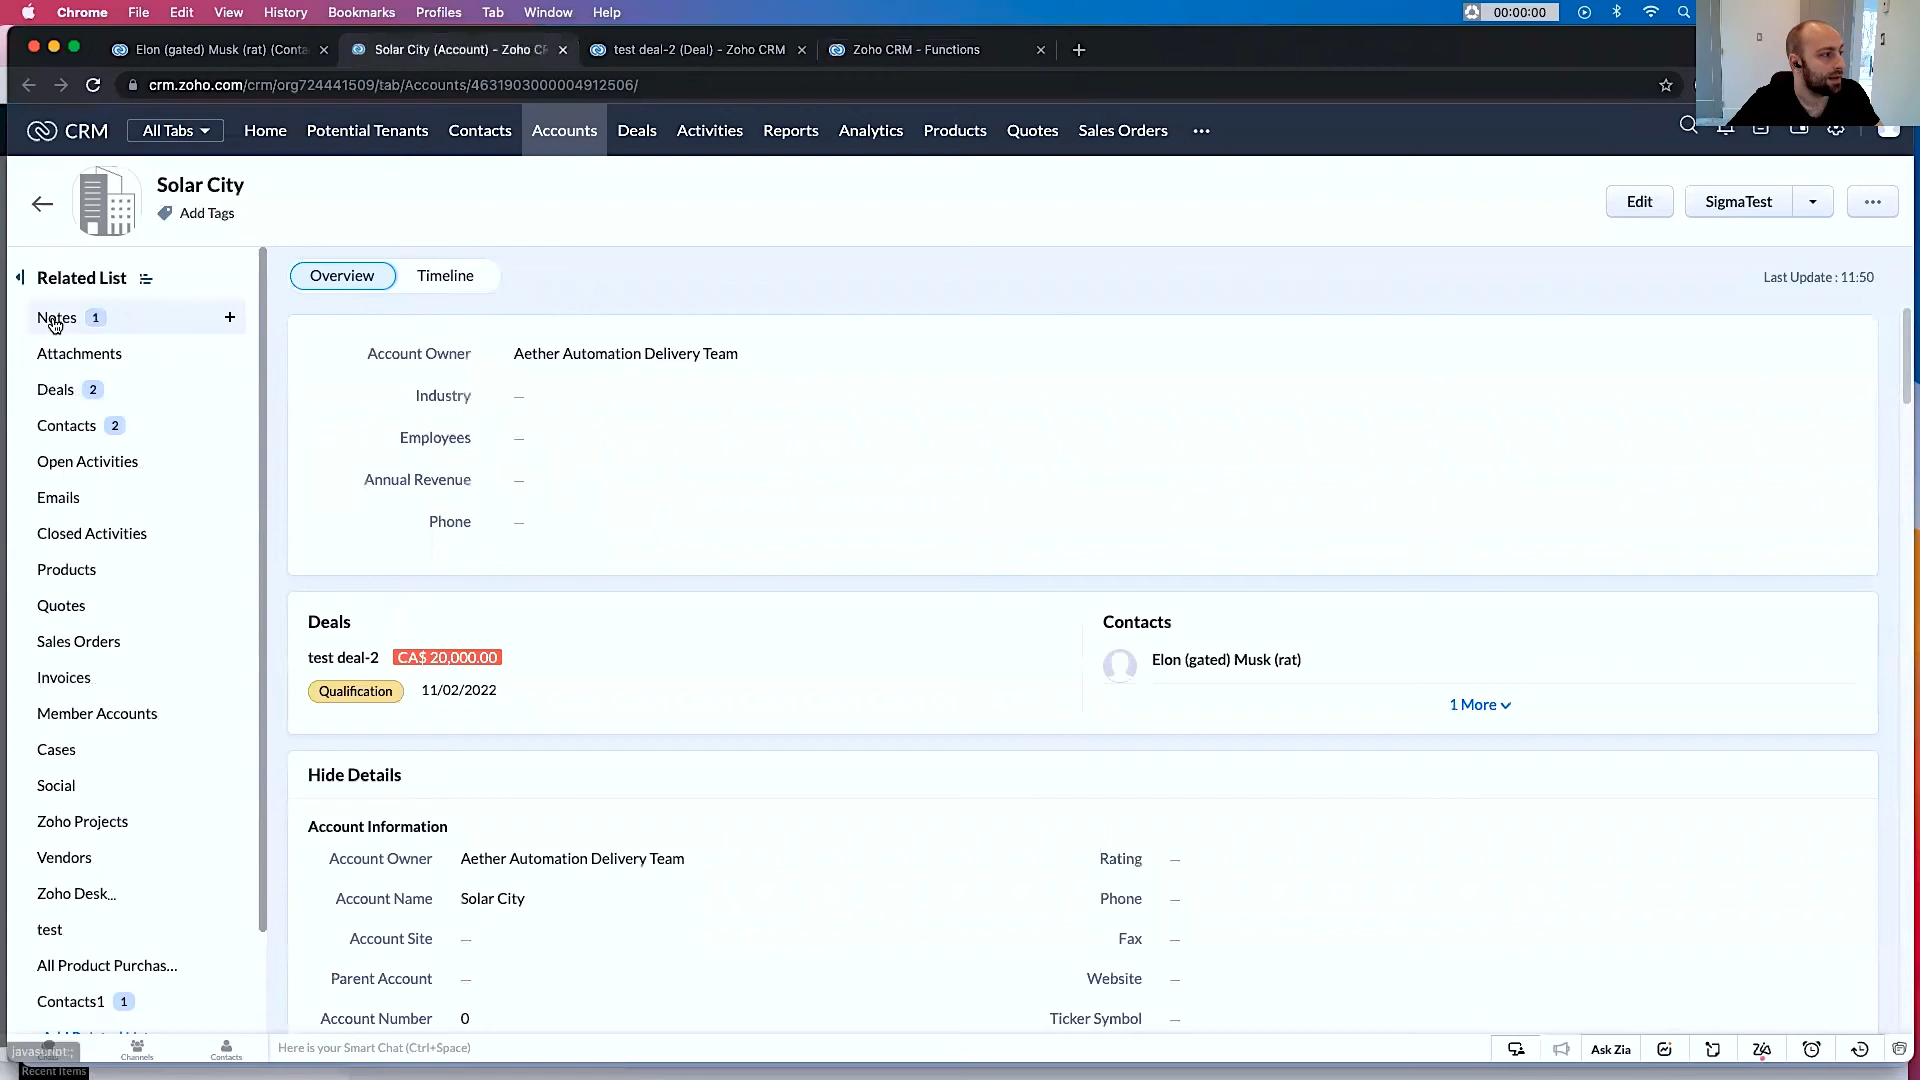 Chrome File Edit View History Bookmarks Profiles Tab Window Help 00:00:00
Elon (gated) Musk (rat) (Conta Solar City (Account) - Zoho CR test deal-2 (Deal) - Zoho CRM Zoho CRM - Functions
crm.zoho.com/crm/org724441509/tab/Accounts/4631903000004912506/
CRM All Tabs Home Potential Tenants Contacts Accounts Deals Activities Reports Analytics Products Quotes Sales Orders
Solar City
Add Tags
Edit SigmaTest
Related List
Notes 1
Attachments
Deals 2
Contacts 2
Open Activities
Emails
Closed Activities
Products
Quotes
Sales Orders
Invoices
Member Accounts
Cases
Social
Zoho Projects
Vendors
Zoho Desk...
test
All Product Purchas...
Contacts1 1
Overview Timeline
Last Update : 11:50
Account Owner Aether Automation Delivery Team
Industry —
Employees —
Annual Revenue —
Phone —
Deals
test deal-2 CA$ 20,000.00
Qualification 11/02/2022
Contacts
Elon (gated) Musk (rat)
1 More
Hide Details
Account Information
Account Owner Aether Automation Delivery Team
Rating —
Account Name Solar City
Phone —
Account Site —
Fax —
Parent Account —
Website —
Account Number 0
Ticker Symbol —
javascript:;
Channels
Contacts
Here is your Smart Chat (Ctrl+Space)
Ask Zia
Recent Items